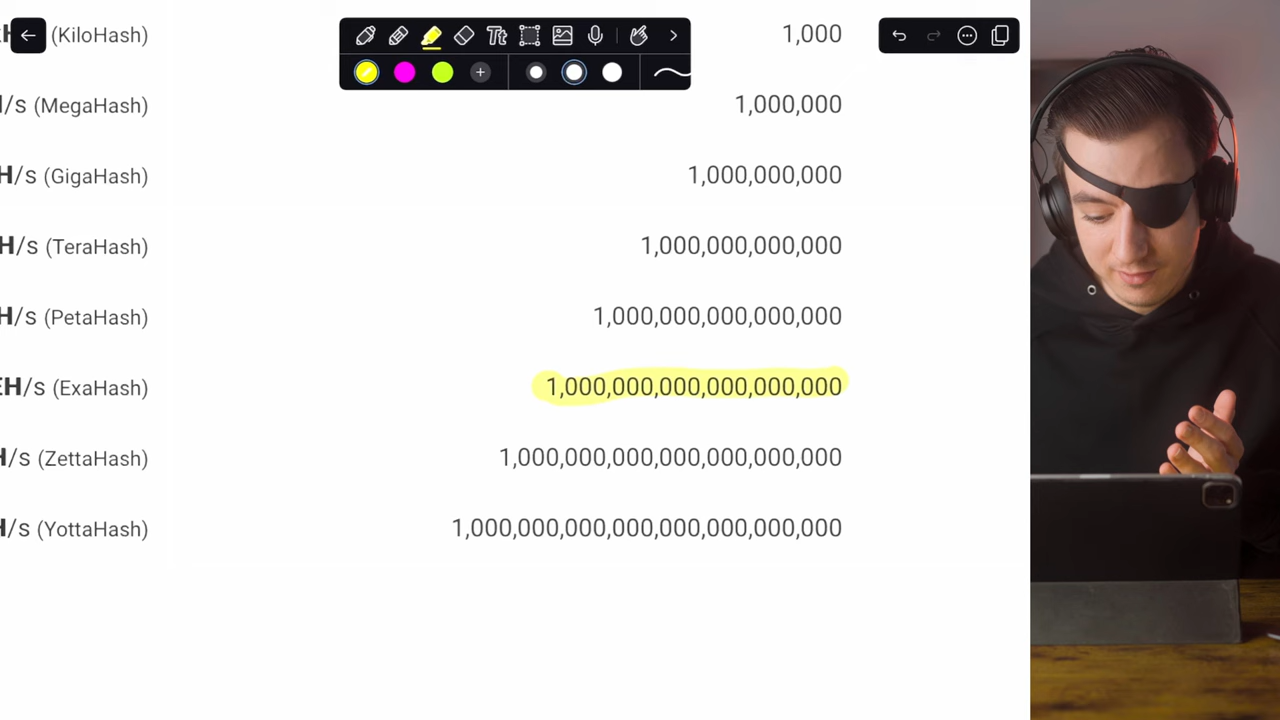 H (KiloHash) 1,000
Tt
/s (MegaHash) 1,000,000
H/s (GigaHash) 1,000,000,000
H/s (TeraHash) 1,000,000,000,000
H/s (PetaHash) 1,000,000,000,000,000
EH/s (ExaHash) 1,000,000,000,000,000,000
H/s (ZettaHash) 1,000,000,000,000,000,000,000
H/s (YottaHash) 1,000,000,000,000,000,000,000,000